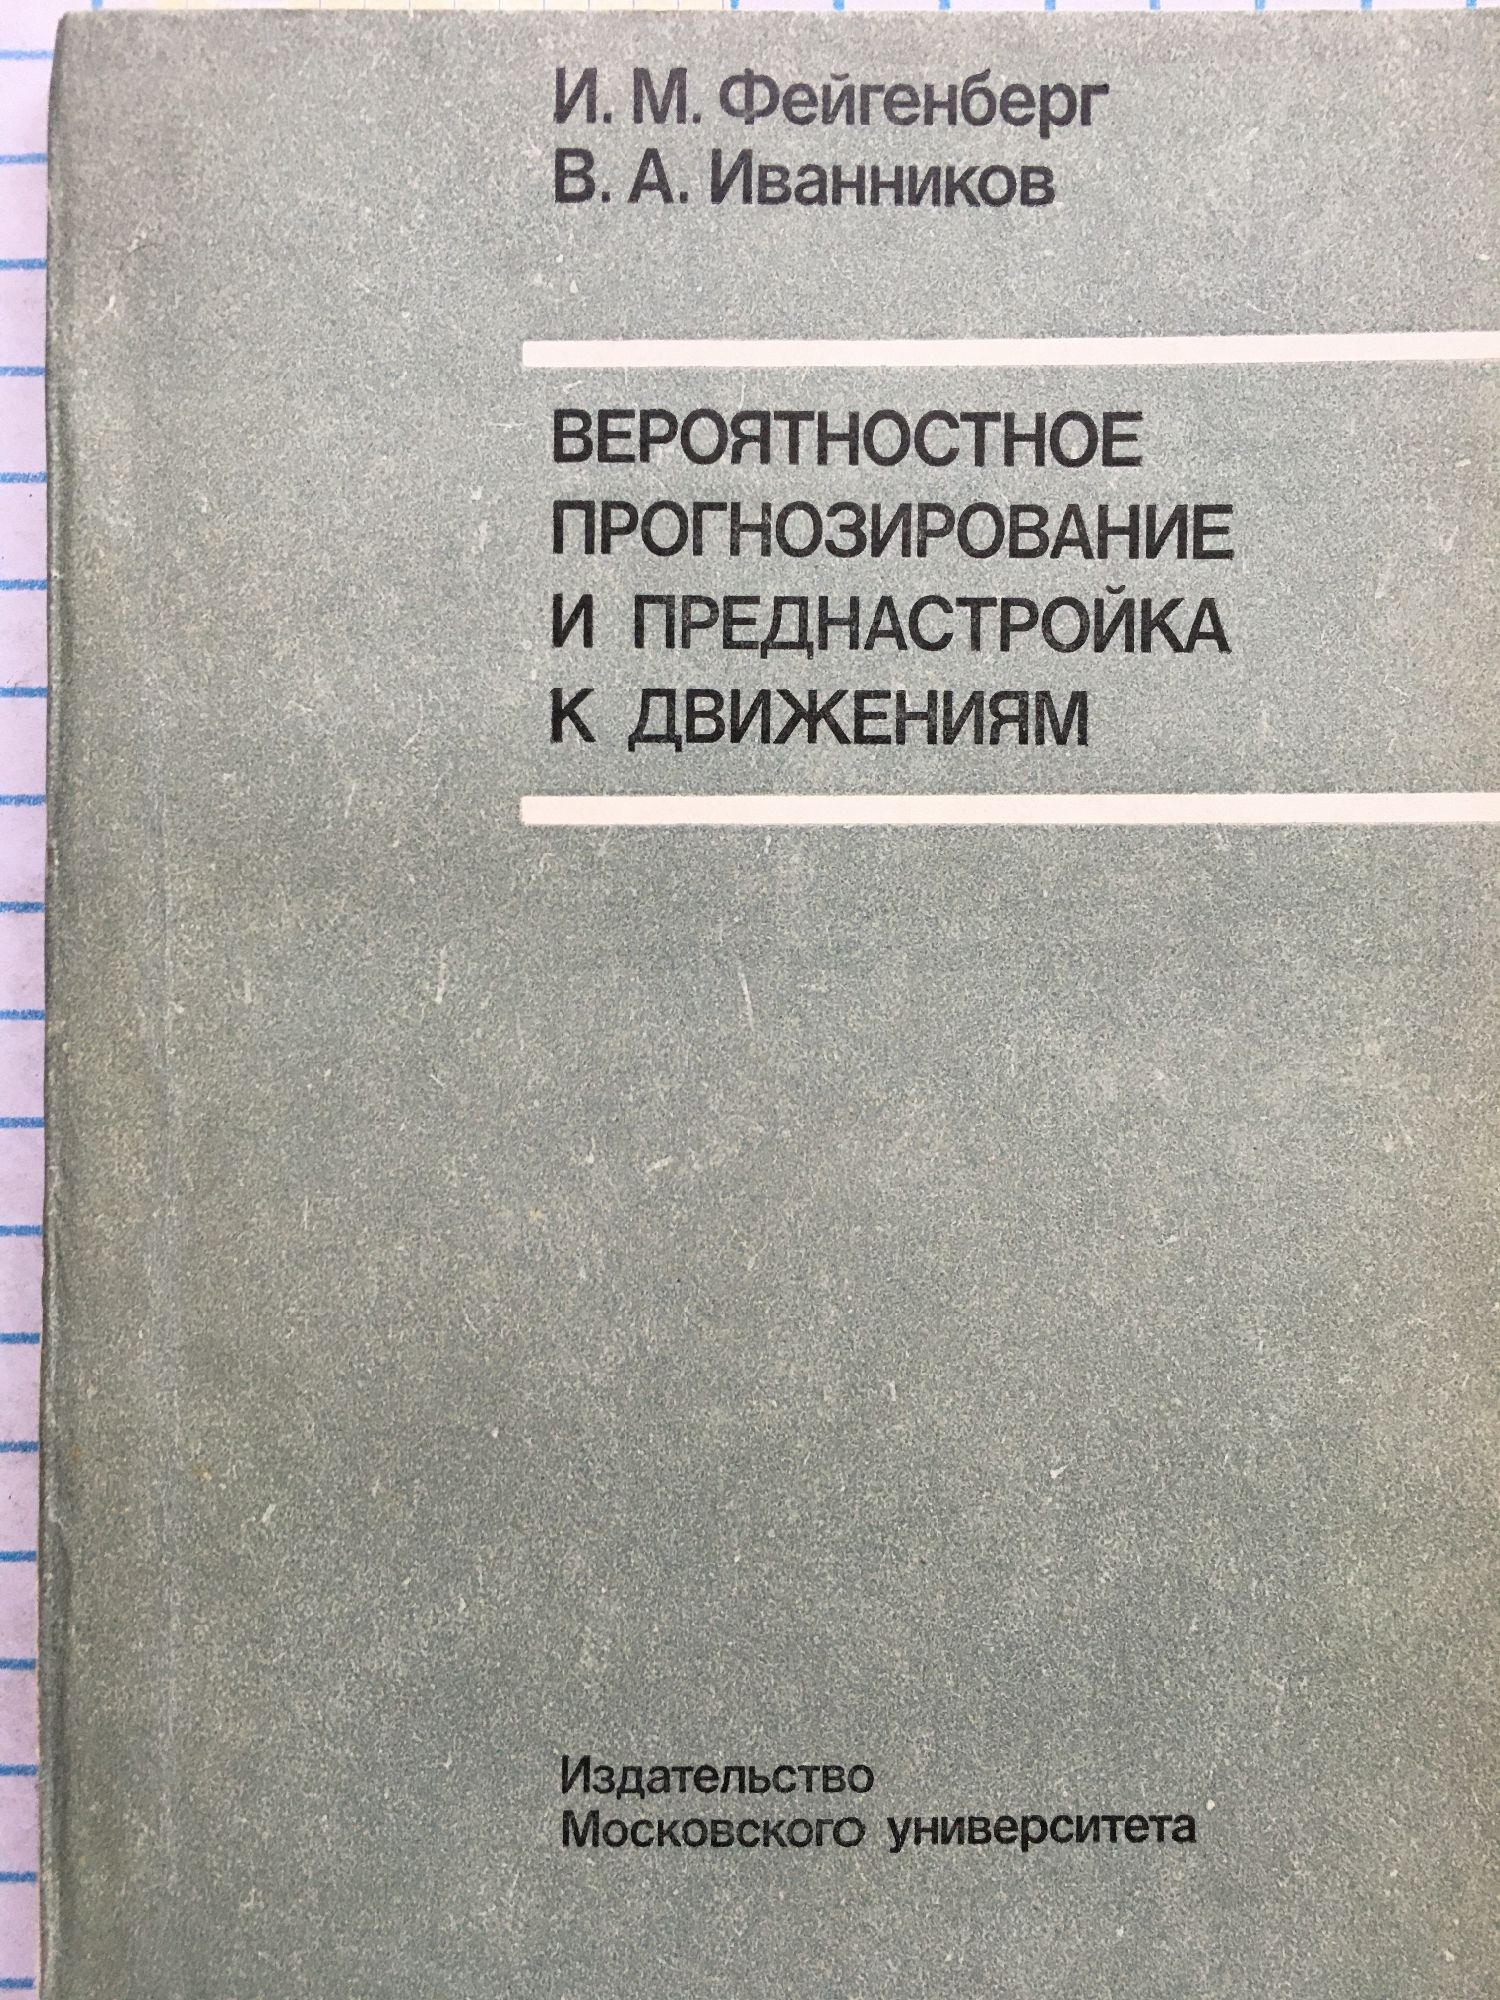 И. М. Фейгенберг
В. А. Иванников
ВЕРОЯТНОСТНОЕ
ПРОГНОЗИРОВАНИЕ
И ПРЕДНАСТРОЙКА
К ДВИЖЕНИЯМ
Издательство
Московского университета